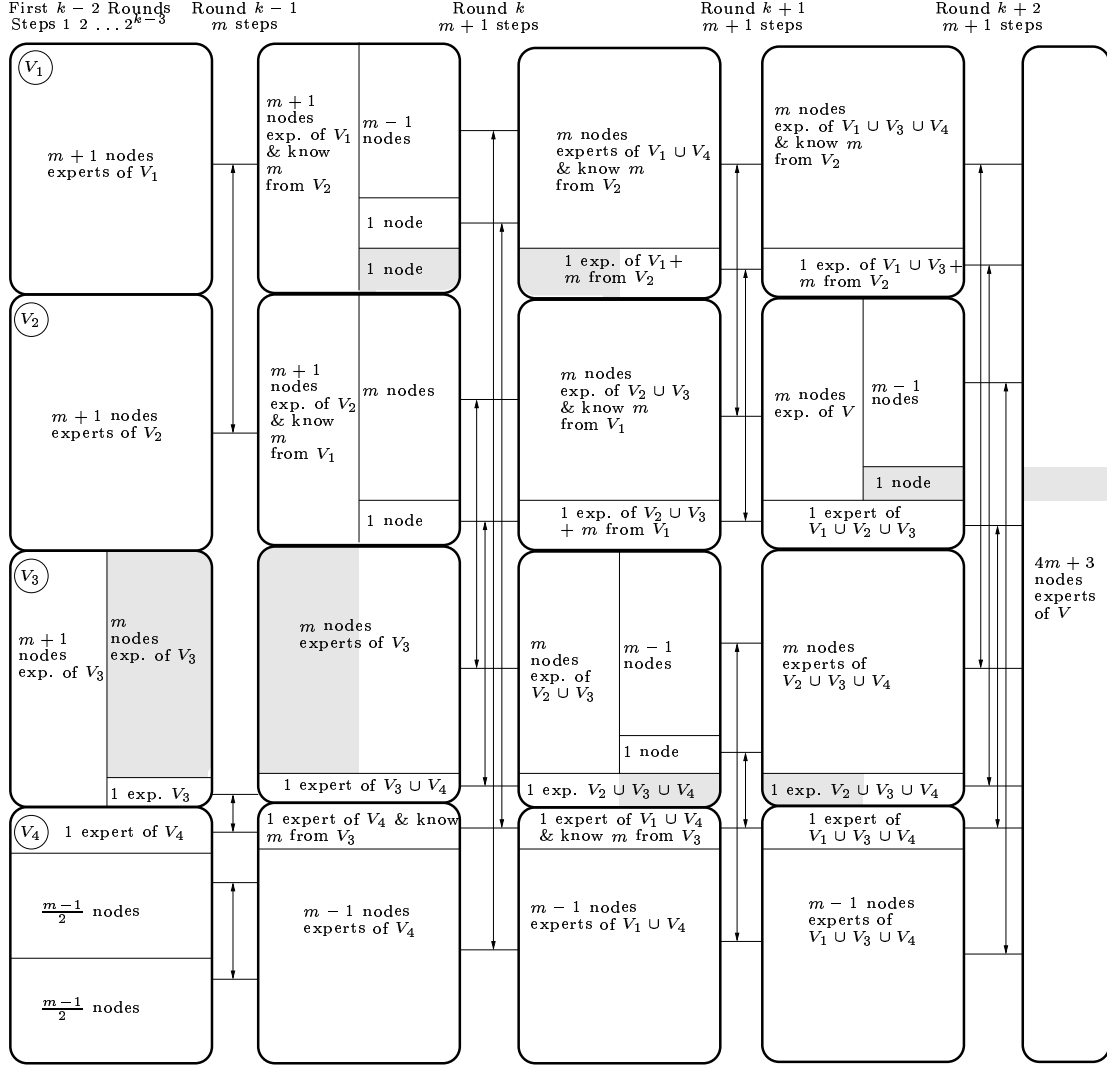 First k − 2 Rounds
Steps 1 2 … 2^{k−3}
Round k − 1
m steps
Round k
m + 1 steps
Round k + 1
m + 1 steps
Round k + 2
m + 1 steps
V₁
m + 1 nodes
experts of V₁
V₂
m + 1 nodes
experts of V₂
V₃
m + 1
nodes
exp. of V₃
m
nodes
exp. of V₃
1 exp. V₃
V₄
1 expert of V₄
\frac{m−1}{2} nodes
\frac{m−1}{2} nodes
m + 1
nodes
exp. of V₁
& know
m
from V₂
m − 1
nodes
1 node
1 node
m + 1
nodes
exp. of V₂
& know
m
from V₁
m nodes
1 node
m nodes
experts of V₃
1 expert of V₃ ∪ V₄
1 expert of V₄ & know
m from V₃
m − 1 nodes
experts of V₄
m nodes
experts of V₁ ∪ V₄
& know m
from V₂
1 exp. of V₁+
m from V₂
m nodes
exp. of V₂ ∪ V₃
& know m
from V₁
1 exp. of V₂ ∪ V₃
+ m from V₁
m
nodes
exp. of
V₂ ∪ V₃
m − 1
nodes
1 node
1 exp. V₂ ∪ V₃ ∪ V₄
1 expert of V₁ ∪ V₄
& know m from V₃
m − 1 nodes
experts of V₁ ∪ V₄
m nodes
exp. of V₁ ∪ V₃ ∪ V₄
& know m
from V₂
1 exp. of V₁ ∪ V₃+
m from V₂
m nodes
exp. of V
m − 1
nodes
1 node
1 expert of
V₁ ∪ V₂ ∪ V₃
m nodes
experts of
V₂ ∪ V₃ ∪ V₄
1 exp. V₂ ∪ V₃ ∪ V₄
1 expert of
V₁ ∪ V₃ ∪ V₄
m − 1 nodes
experts of
V₁ ∪ V₃ ∪ V₄
4m + 3
nodes
experts
of V